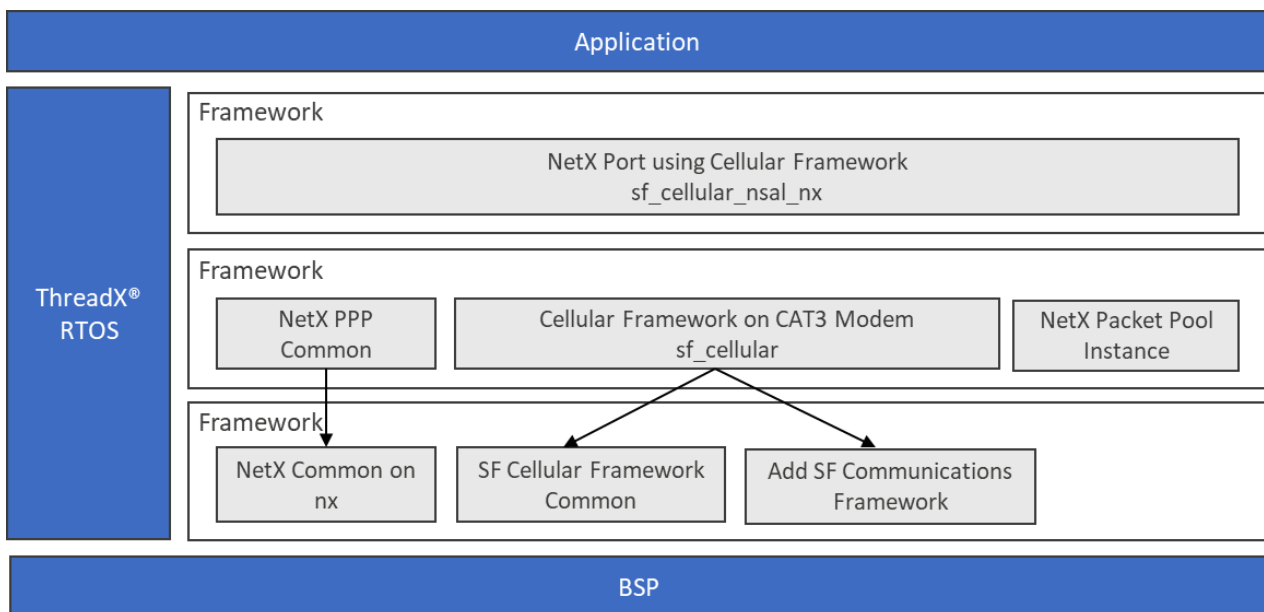 Application
ThreadX®
RTOS
Framework
NetX Port using Cellular Framework
sf_cellular_nsal_nx
Framework
NetX PPP
Common
Cellular Framework on CAT3 Modem
sf_cellular
NetX Packet Pool
Instance
Framework
NetX Common on
nx
SF Cellular Framework
Common
Add SF Communications
Framework
BSP